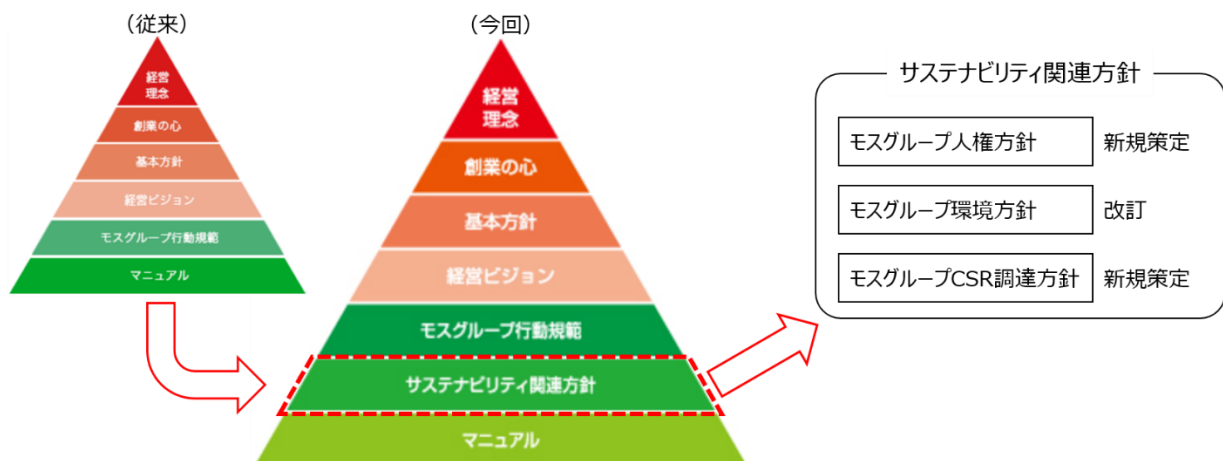 （従来）
経営
理念
創業の心
基本方針
経営ビジョン
モスグループ行動規範
マニュアル
（今回）
経営
理念
創業の心
基本方針
経営ビジョン
モスグループ行動規範
サステナビリティ関連方針
マニュアル
サステナビリティ関連方針
モスグループ人権方針 新規策定
モスグループ環境方針 改訂
モスグループCSR調達方針 新規策定